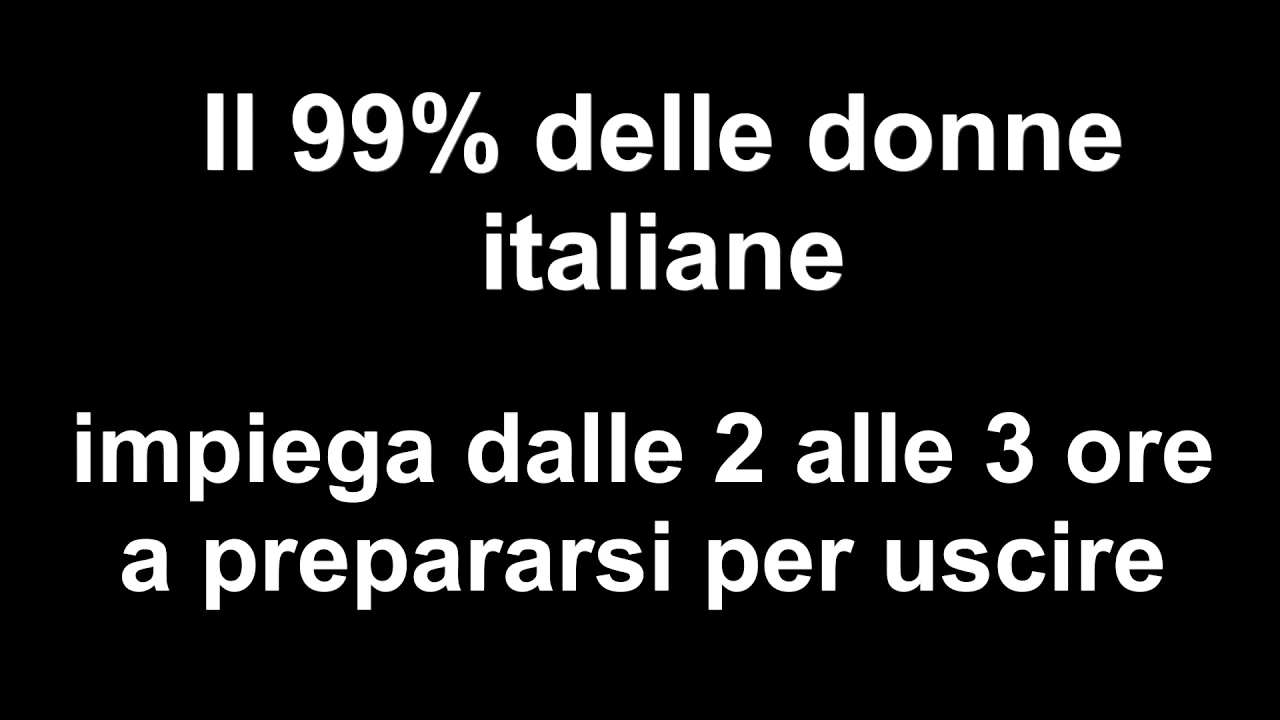 Il 99% delle donne
italiane
impiega dalle 2 alle 3 ore
a prepararsi per uscire